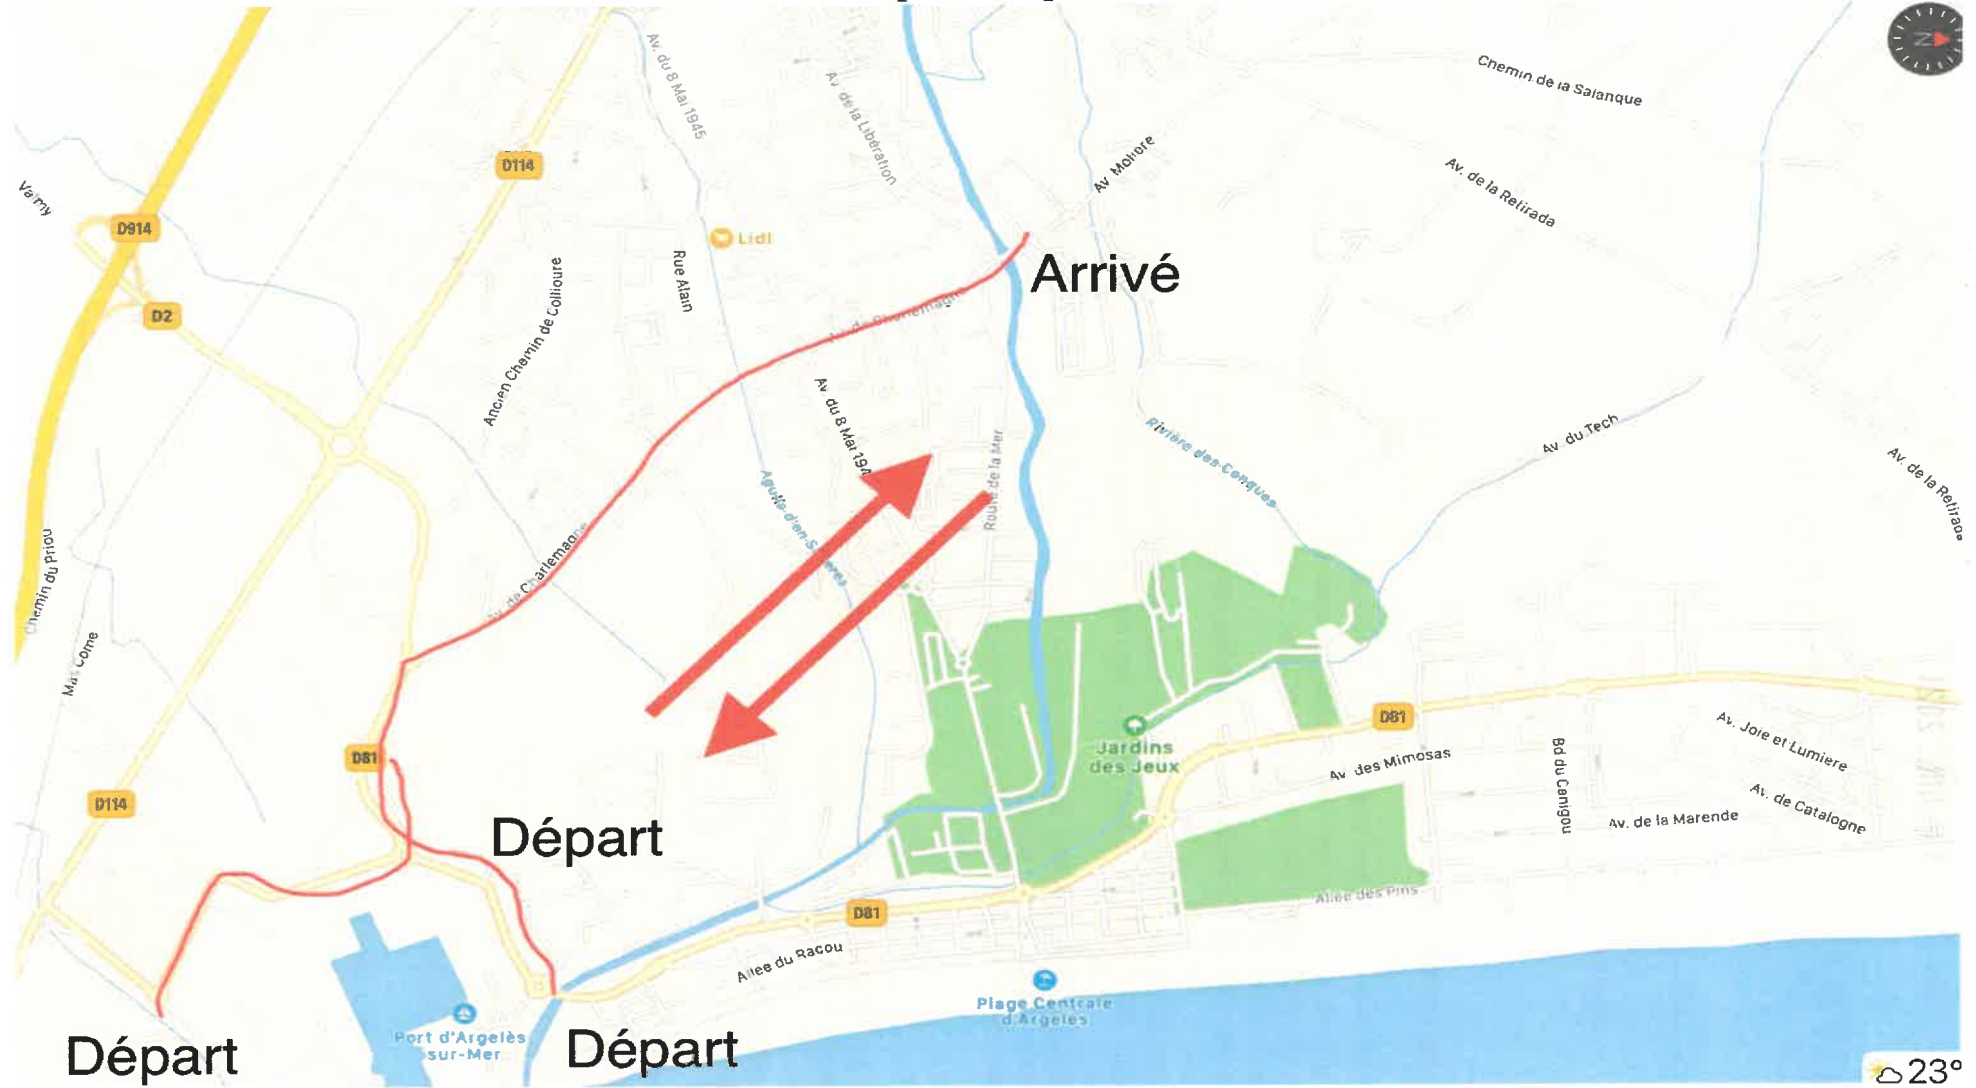 N
Chemin de la Salanque
Av. du 8 Mai 1945
Av. de la Libération
Av. Molière
Av. de la Retirada
D114
Valmy
D914
Lidl
Arrivé
Rue Alain
Ancien Chemin de Collioure
D2
Av. de Charlemagne
Av. du 8 Mai 194
Route de la Mer
Rivière des Conques
Av. du Tech
Av. de la Retirada
Chemin du Priou
Av. de Charlemagne
Mas Come
D81
D81
Jardins
des Jeux
Av. Joie et Lumiere
Av. des Mimosas
Bd du Canigou
Av. de Catalogne
Av. de la Marende
D114
Départ
Allée des Pins
D81
Allée du Racou
Plage Centrale
d'Argelès
Port d'Argelès
sur-Mer
Départ
Départ
23°